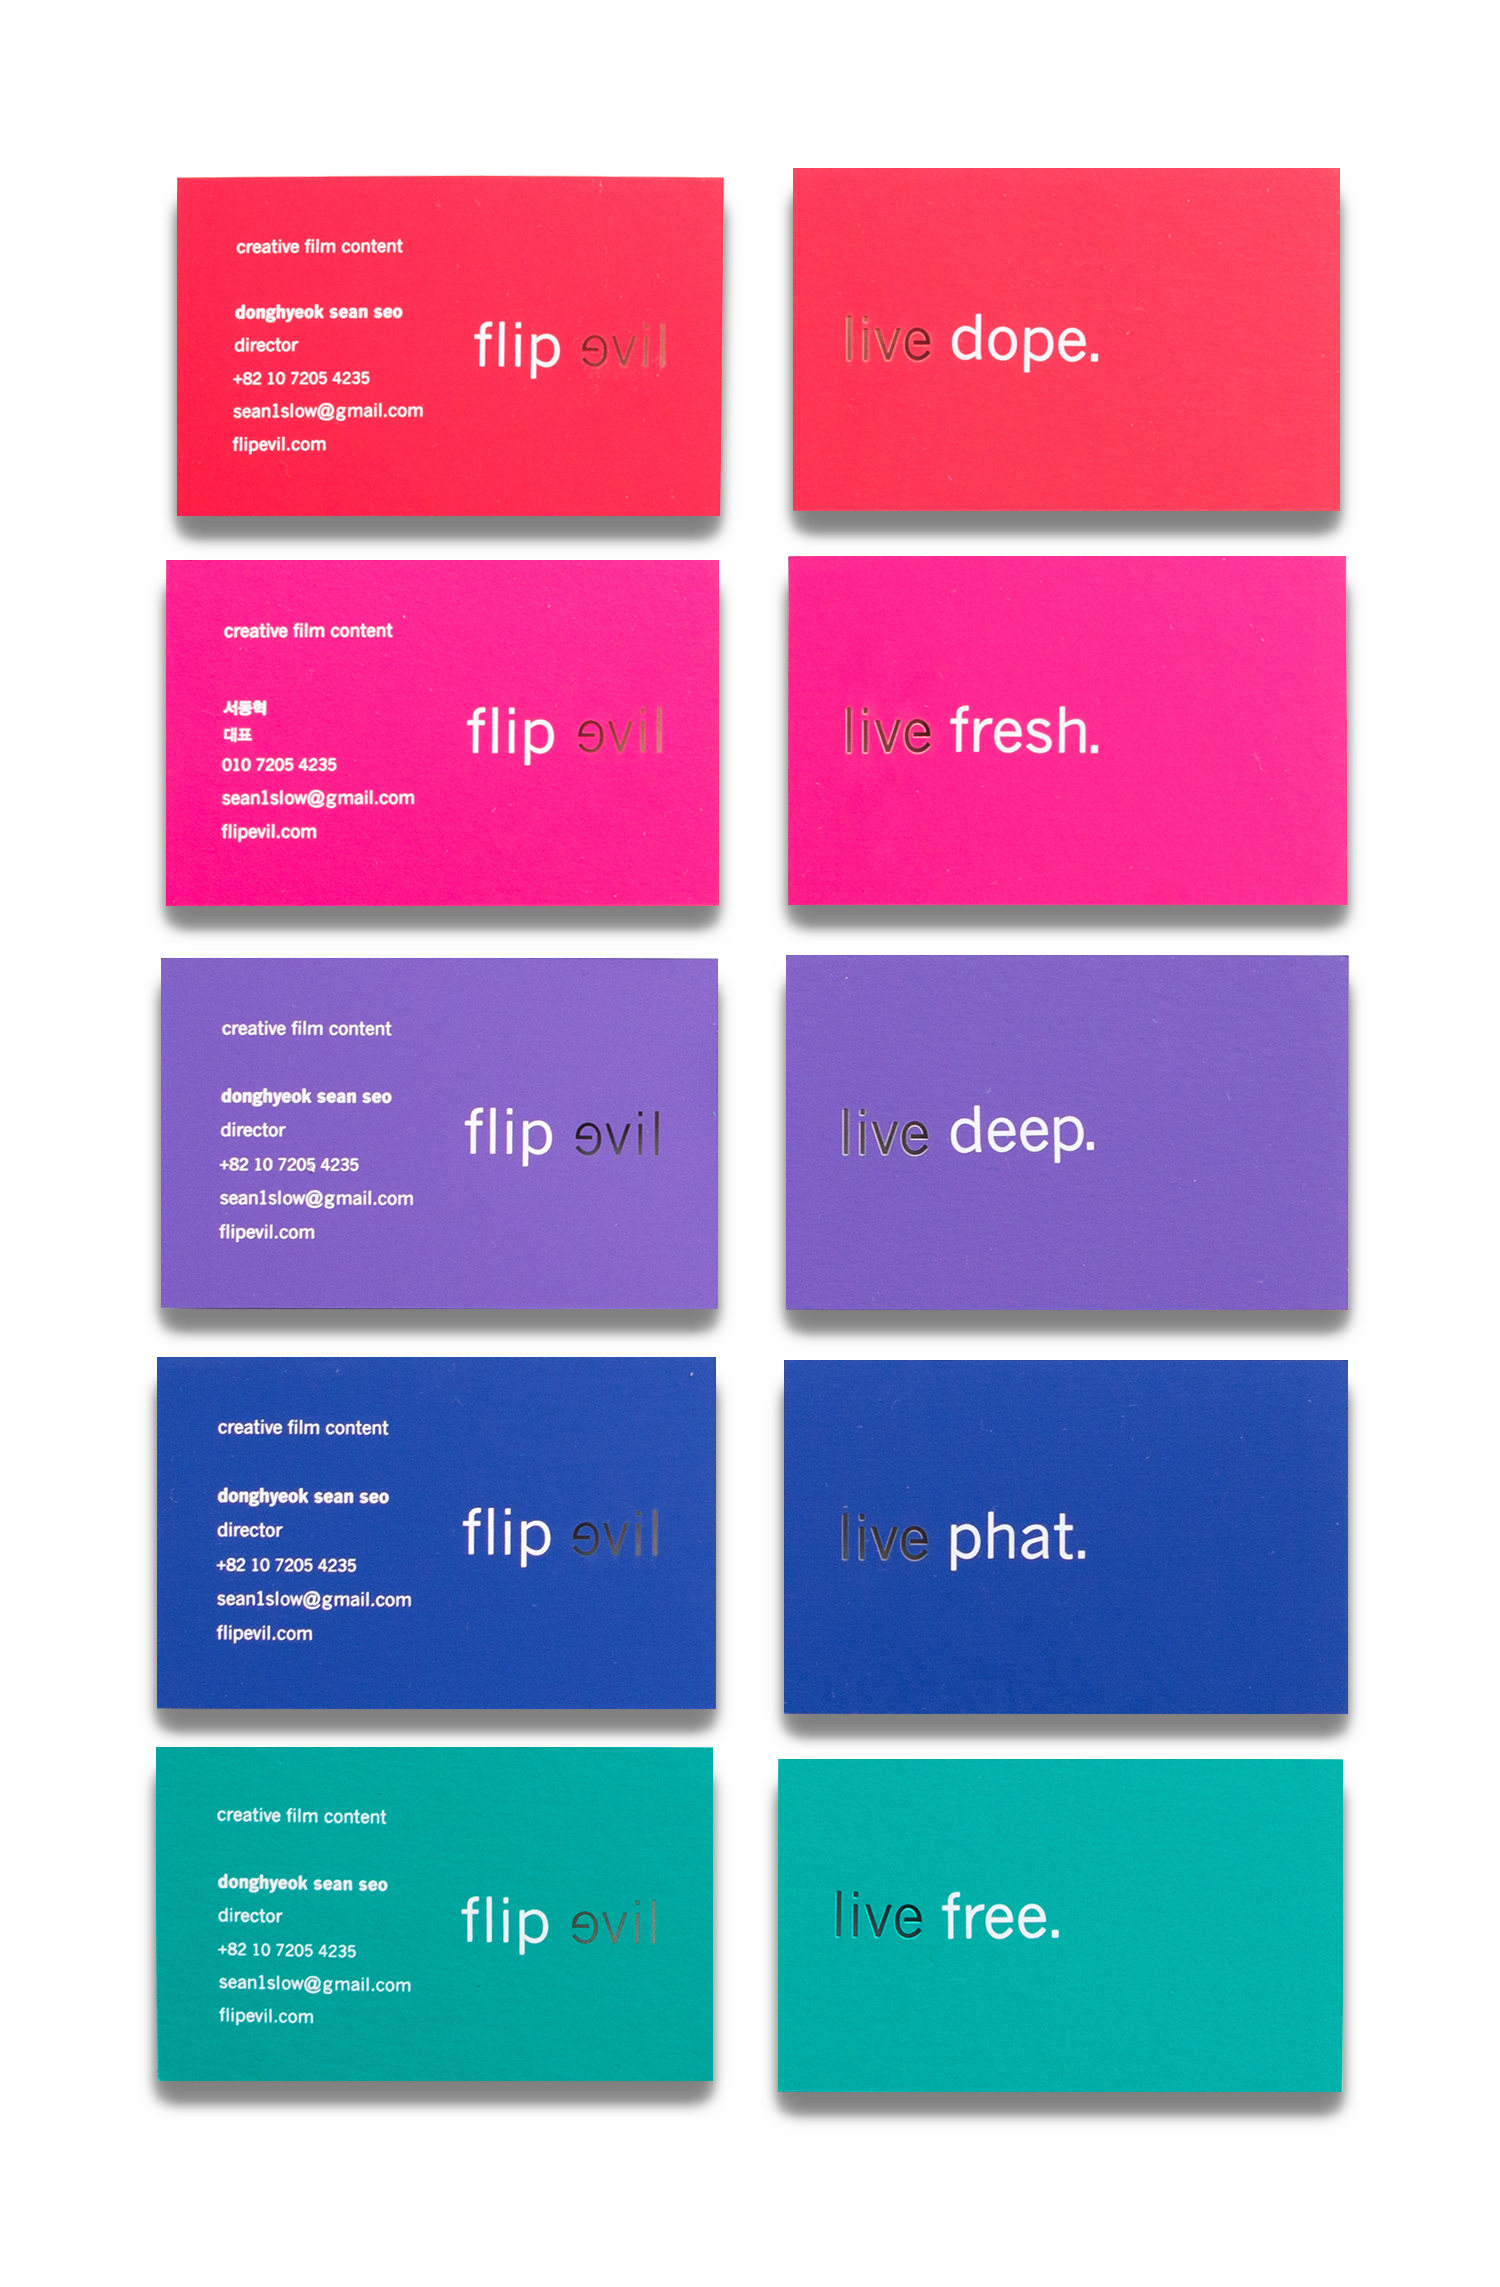 creative film content
donghyeok sean seo
director
+82 10 7205 4235
sean1slow@gmail.com
flipevil.com
flip evil
live dope.
creative film content
서동혁
대표
010 7205 4235
sean1slow@gmail.com
flipevil.com
flip evil
live fresh.
creative film content
donghyeok sean seo
director
+82 10 7205 4235
sean1slow@gmail.com
flipevil.com
flip evil
live deep.
creative film content
donghyeok sean seo
director
+82 10 7205 4235
sean1slow@gmail.com
flipevil.com
flip evil
live phat.
creative film content
donghyeok sean seo
director
+82 10 7205 4235
sean1slow@gmail.com
flipevil.com
flip evil
live free.